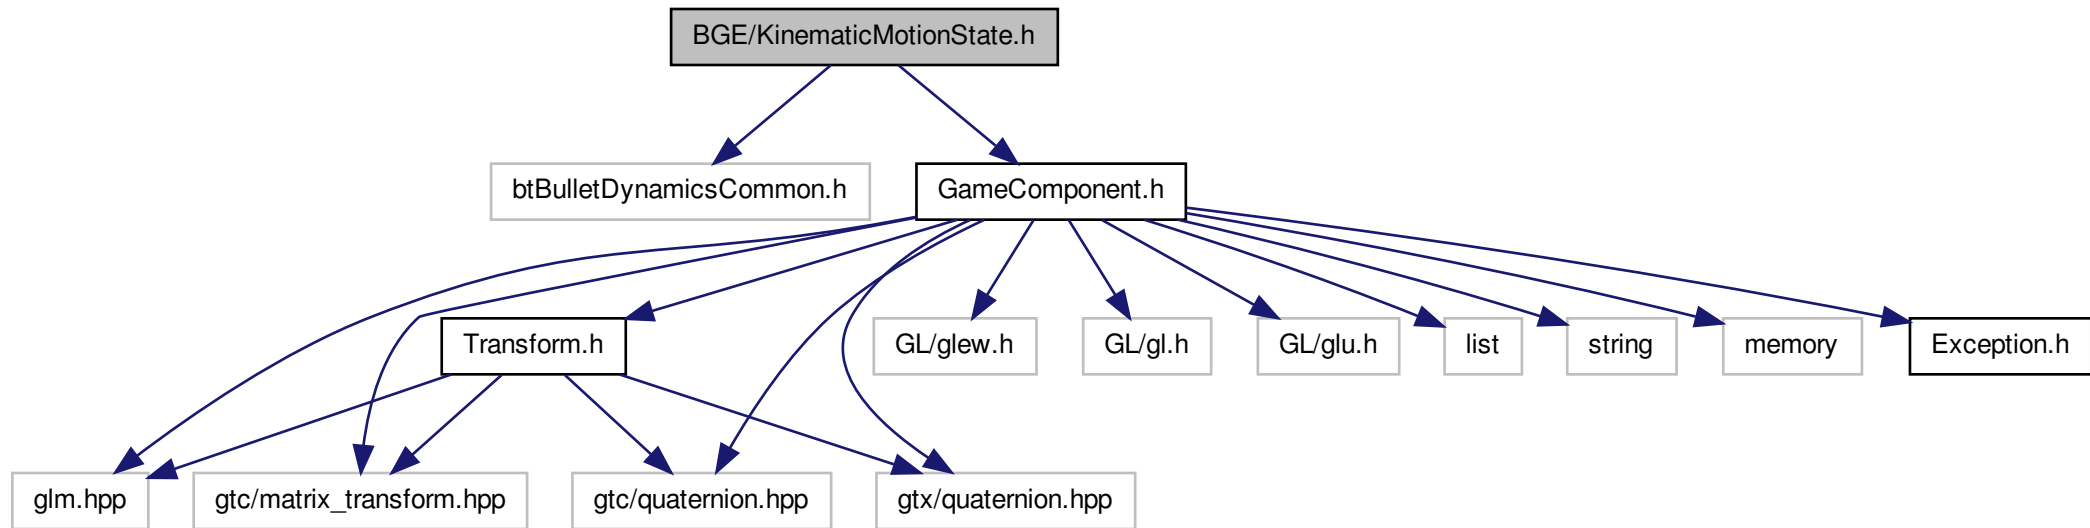 BGE/KinematicMotionState.h
btBulletDynamicsCommon.h
GameComponent.h
Transform.h
GL/glew.h
GL/gl.h
GL/glu.h
list
string
memory
Exception.h
glm.hpp
gtc/matrix_transform.hpp
gtc/quaternion.hpp
gtx/quaternion.hpp